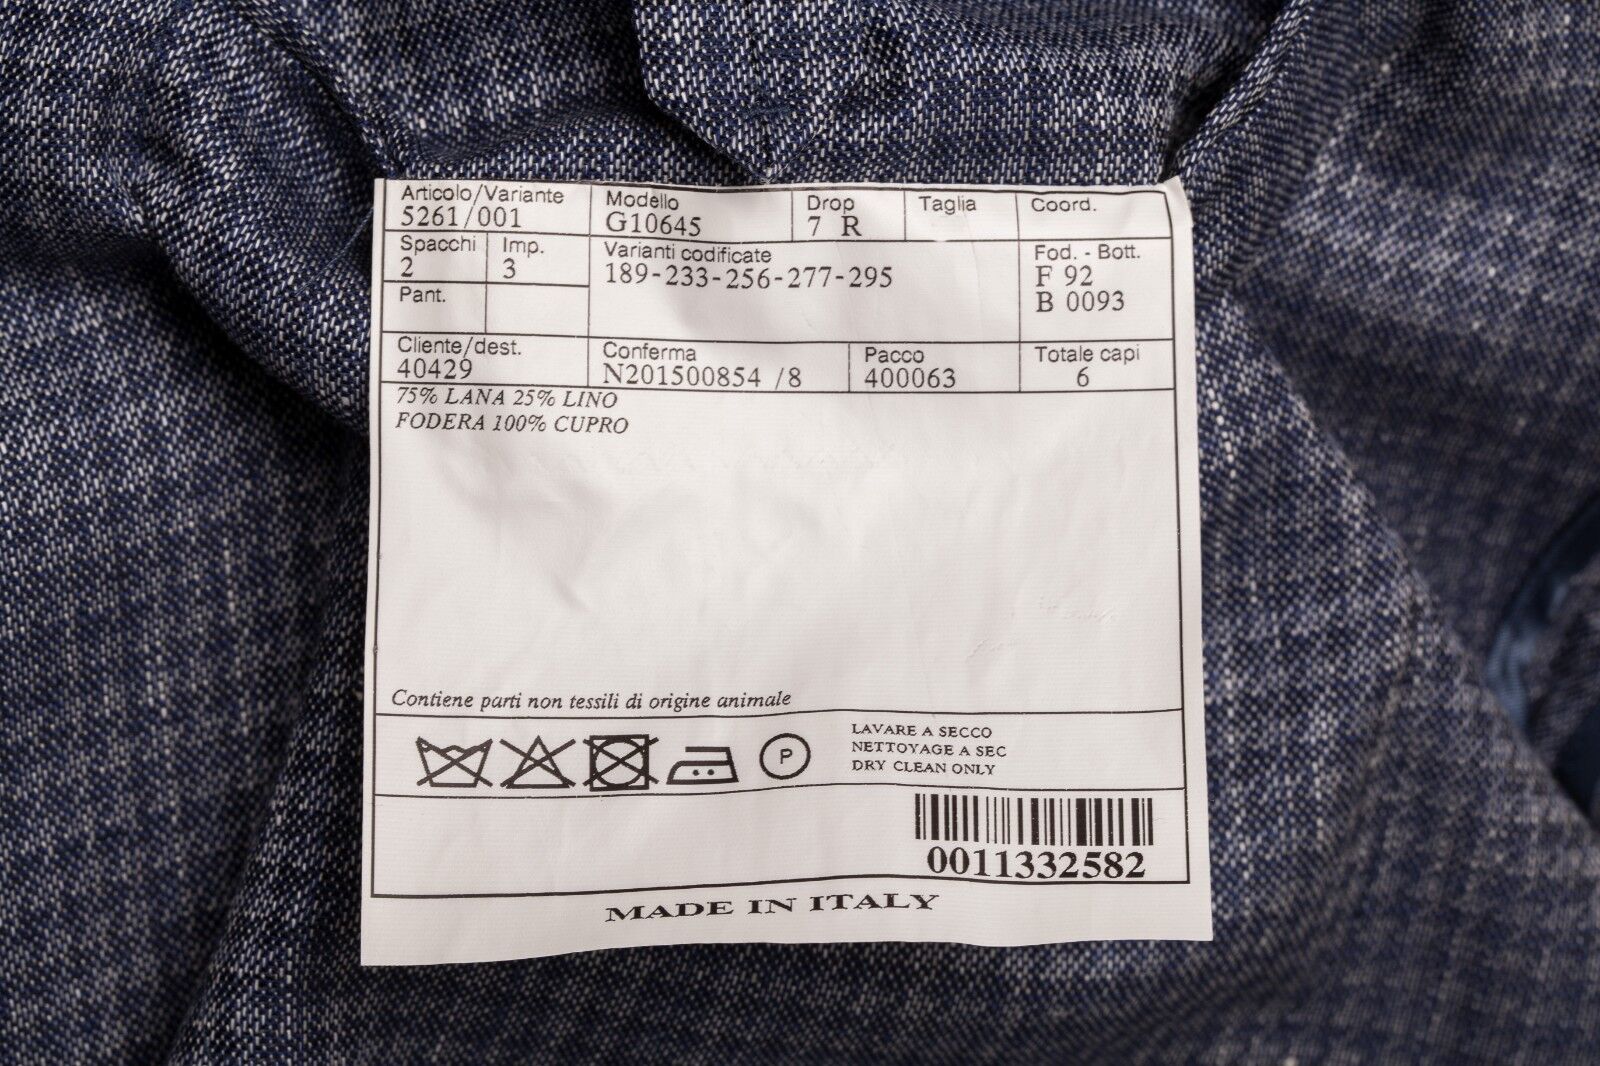 Articolo/Variante Modello Drop Taglia Coord.
5261/001 G10645 7 R
Spacchi Imp. Varianti codificate Fod. - Bott.
2 3 189-233-256-277-295 F 92
Pant. B 0093
Cliente/dest. Conferma Pacco Totale capi
40429 N201500854 /8 400063 6
75% LANA 25% LINO
FODERA 100% CUPRO
Contiene parti non tessili di origine animale
P
LAVARE A SECCO
NETTOYAGE A SEC
DRY CLEAN ONLY
0011332582
MADE IN ITALY